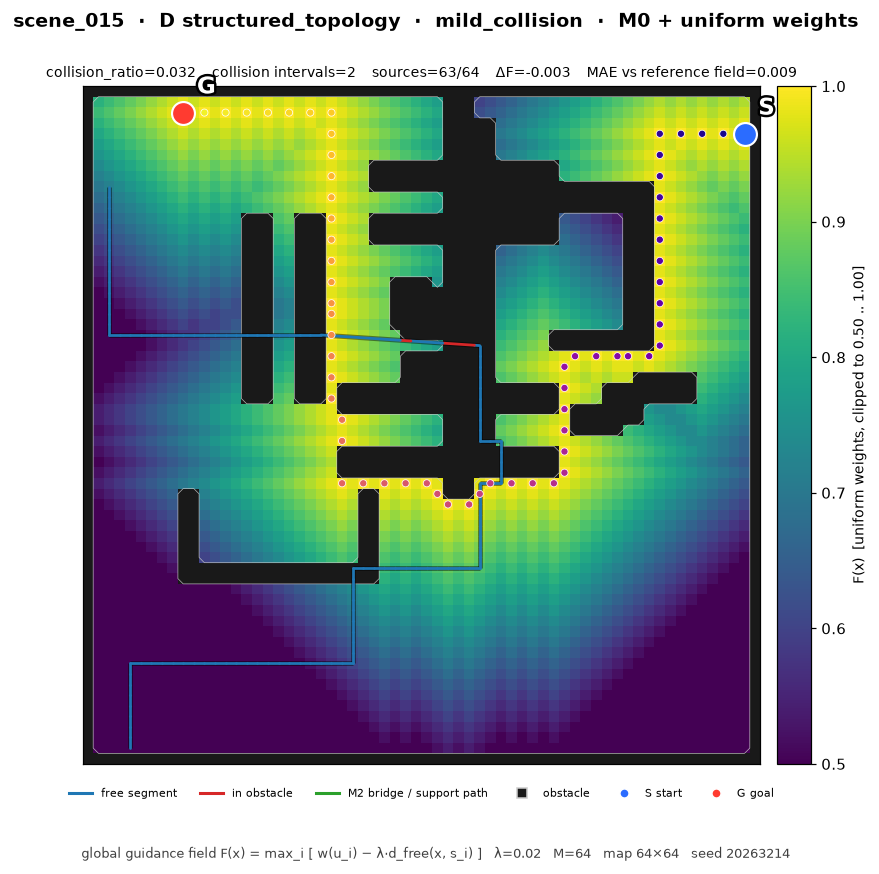 scene_015 · D structured_topology · mild_collision · M0 + uniform weights
collision_ratio=0.032 collision intervals=2 sources=63/64 ΔF=-0.003 MAE vs reference field=0.009
G
S
1.0
0.9
0.8
0.7
0.6
0.5
F(x) [uniform weights, clipped to 0.50 .. 1.00]
free segment
in obstacle
M2 bridge / support path
obstacle
S start
G goal
global guidance field F(x) = max_i [ w(u_i) − λ·d_free(x, s_i) ] λ=0.02 M=64 map 64×64 seed 20263214